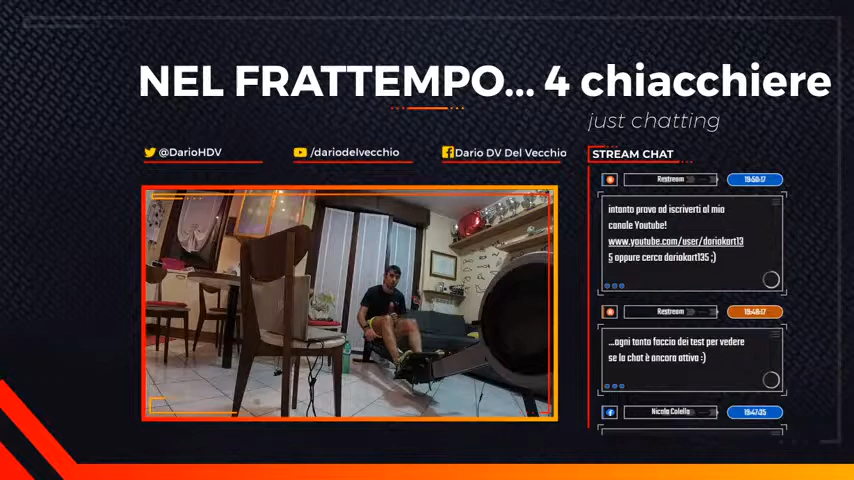 NEL FRATTEMPO... 4 chiacchiere
just chatting
@DarioHDV
/dariodelvecchio
Dario DV Del Vecchio
STREAM CHAT
Restream
19:50:17
intanto prova ad iscriverti al mio
canale Youtube!
www.youtube.com/user/dariokart13
5 oppure cerca dariokart135 ;)
Restream
19:48:17
...ogni tanto faccio dei test per vedere
se la chat è ancora attiva :)
Nicola Colella
19:47:35